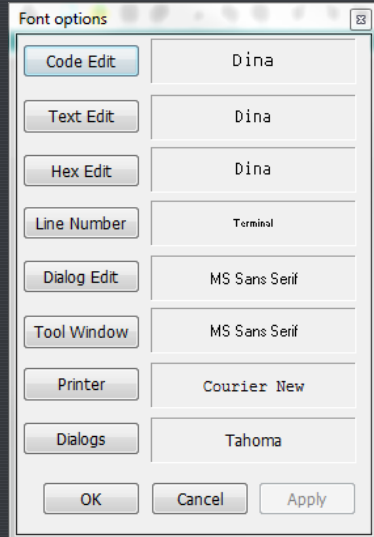 Font options
Code Edit Dina
Text Edit Dina
Hex Edit Dina
Line Number Terminal
Dialog Edit MS Sans Serif
Tool Window MS Sans Serif
Printer Courier New
Dialogs Tahoma
OK Cancel Apply